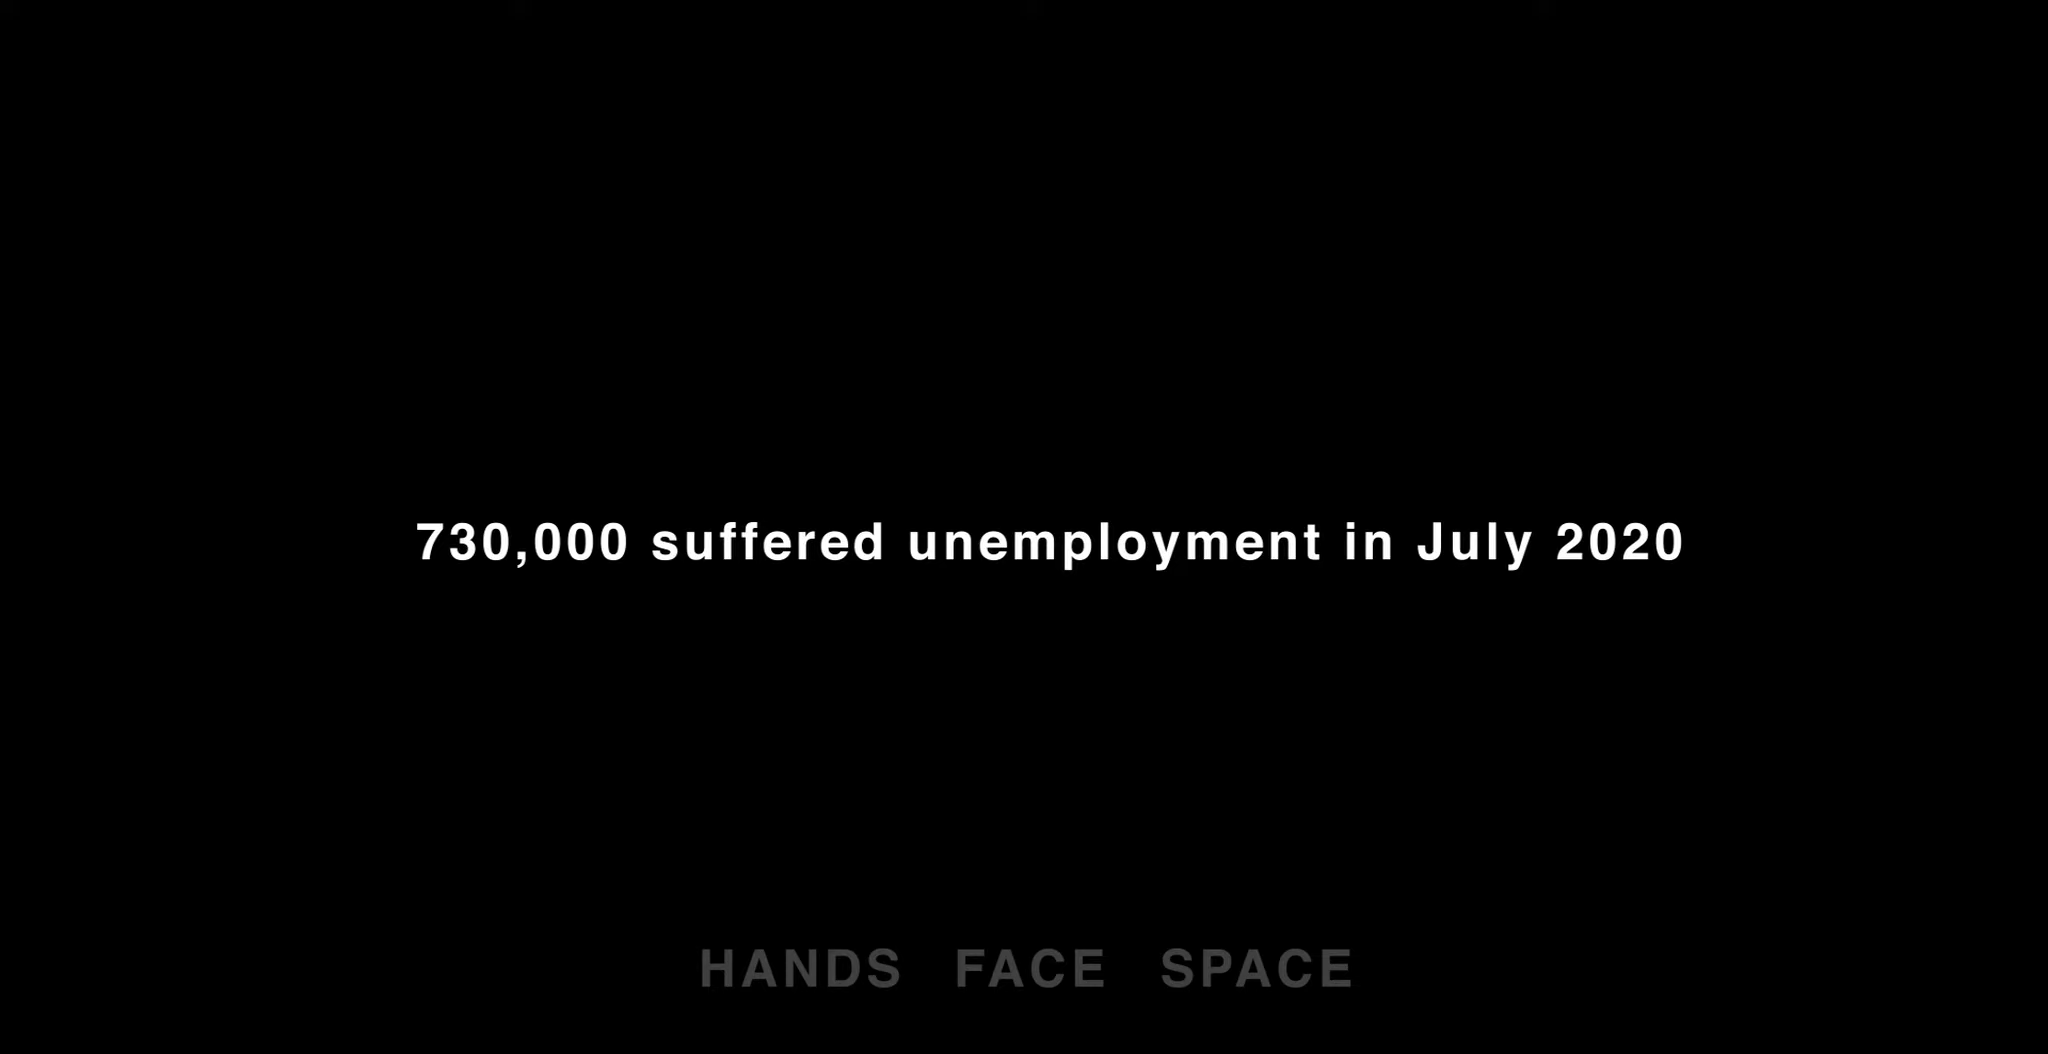 730,000 suffered unemployment in July 2020
HANDS FACE SPACE